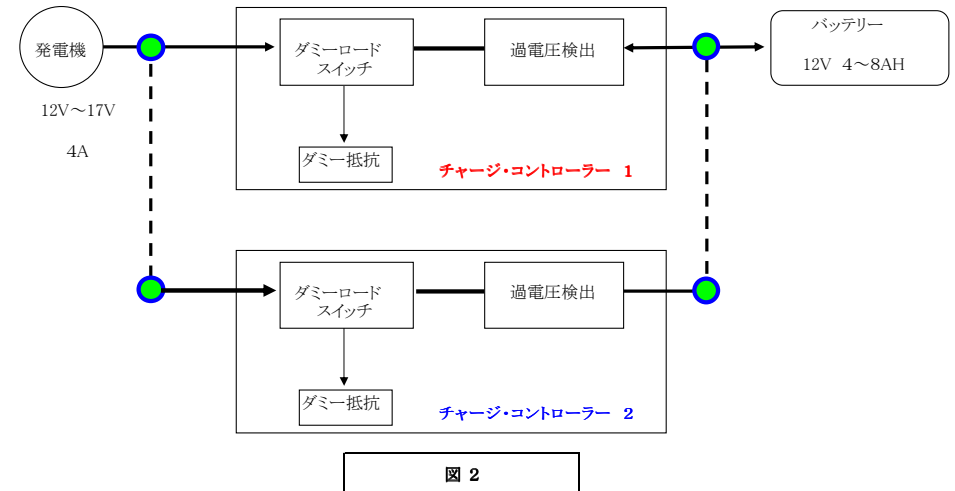 発電機
12V～17V
4A
ダミーロード
スイッチ
過電圧検出
ダミー抵抗
チャージ・コントローラー 1
バッテリー
12V 4～8AH
ダミーロード
スイッチ
過電圧検出
ダミー抵抗
チャージ・コントローラー 2
図 2